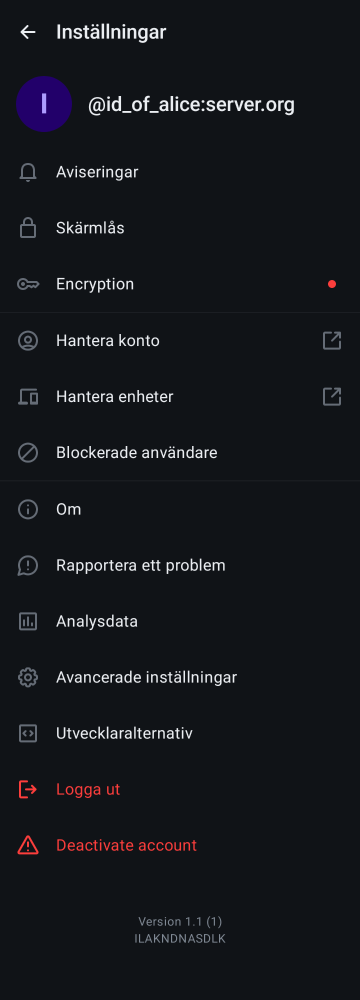 Inställningar
I
@id_of_alice:server.org
Aviseringar
Skärmlås
Encryption
Hantera konto
Hantera enheter
Blockerade användare
Om
Rapportera ett problem
Analysdata
Avancerade inställningar
Utvecklaralternativ
Logga ut
Deactivate account
Version 1.1 (1)
ILAKNDNASDLK